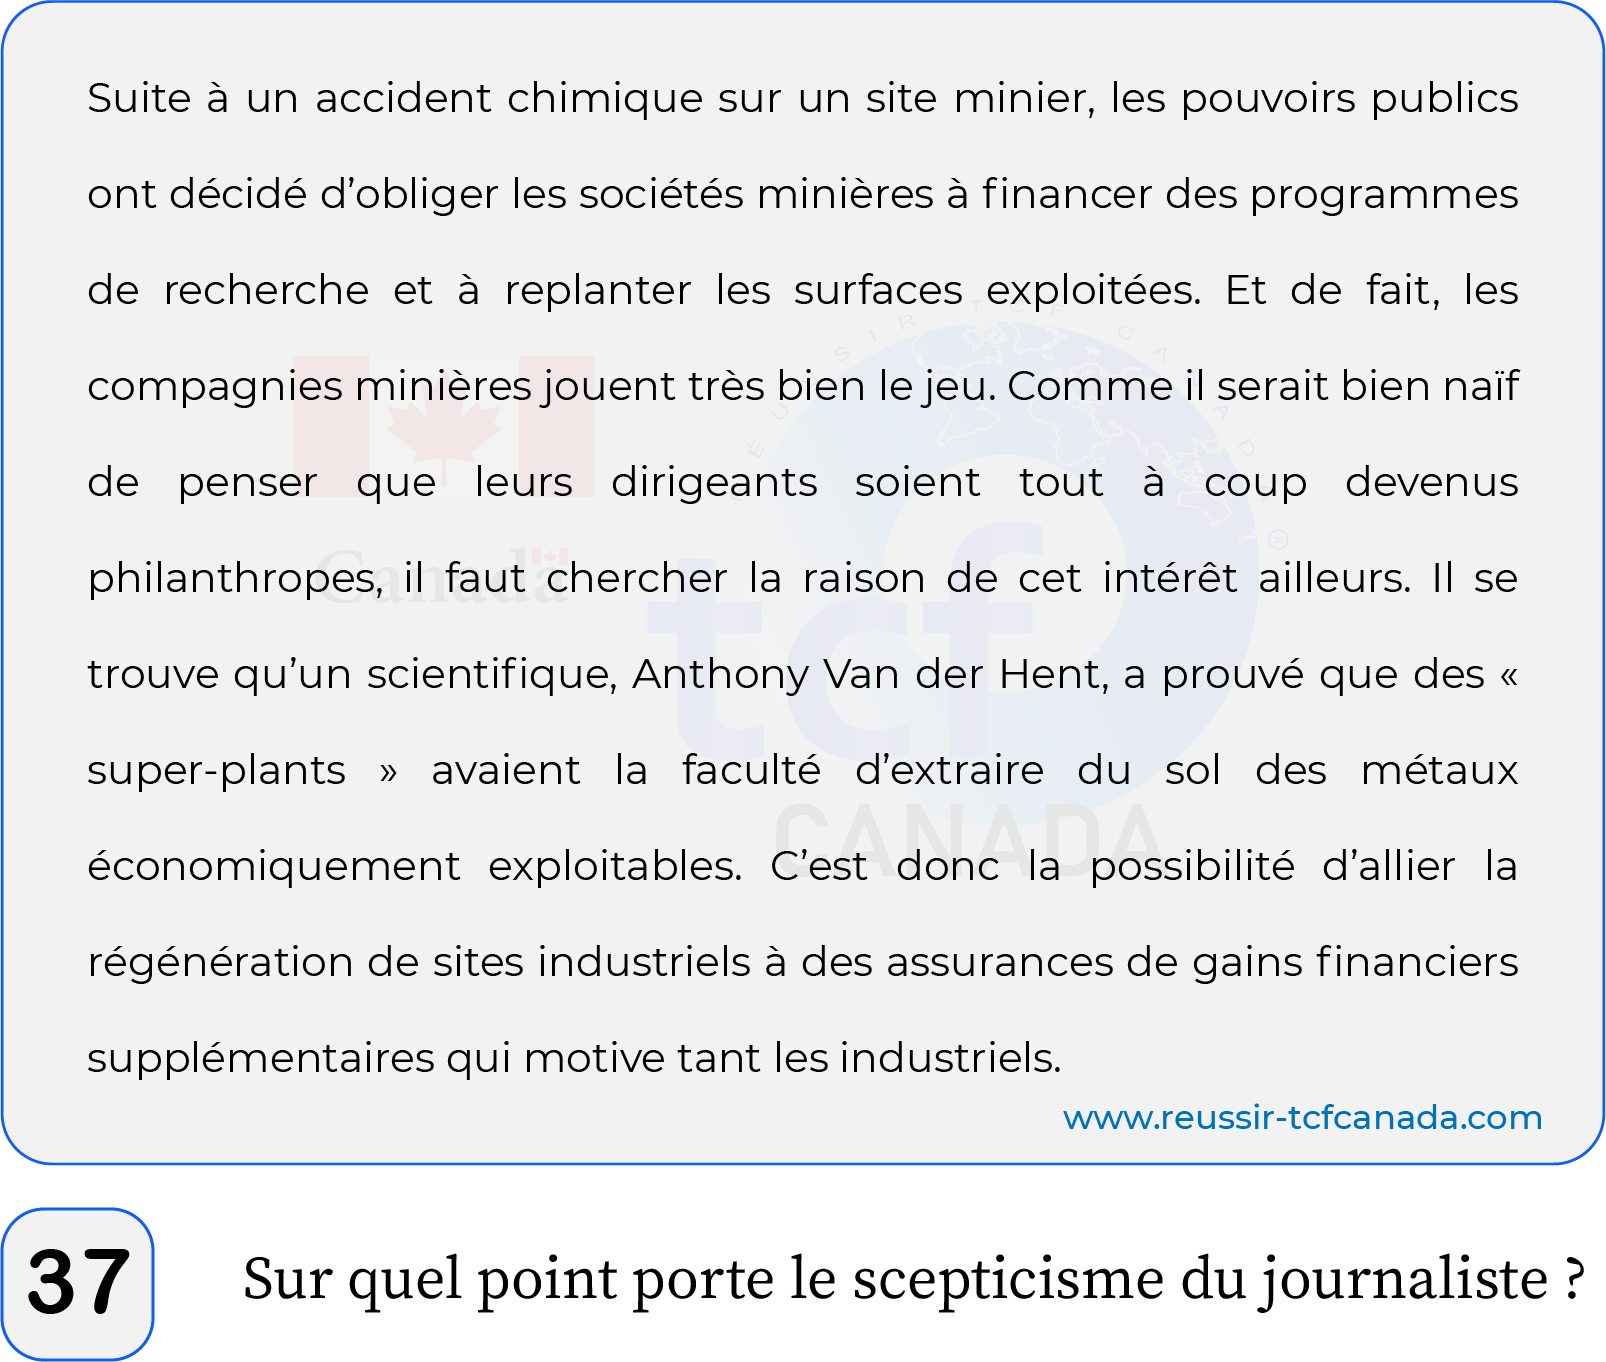 Suite à un accident chimique sur un site minier, les pouvoirs publics
ont décidé d’obliger les sociétés minières à financer des programmes
de recherche et à replanter les surfaces exploitées. Et de fait, les
compagnies minières jouent très bien le jeu. Comme il serait bien naïf
de penser que leurs dirigeants soient tout à coup devenus
philanthropes, il faut chercher la raison de cet intérêt ailleurs. Il se
trouve qu’un scientifique, Anthony Van der Hent, a prouvé que des «
super-plants » avaient la faculté d’extraire du sol des métaux
économiquement exploitables. C’est donc la possibilité d’allier la
régénération de sites industriels à des assurances de gains financiers
supplémentaires qui motive tant les industriels.
www.reussir-tcfcanada.com
RÉUSSIR TCF CANADA
Canada
tcf
CANADA
37 Sur quel point porte le scepticisme du journaliste ?